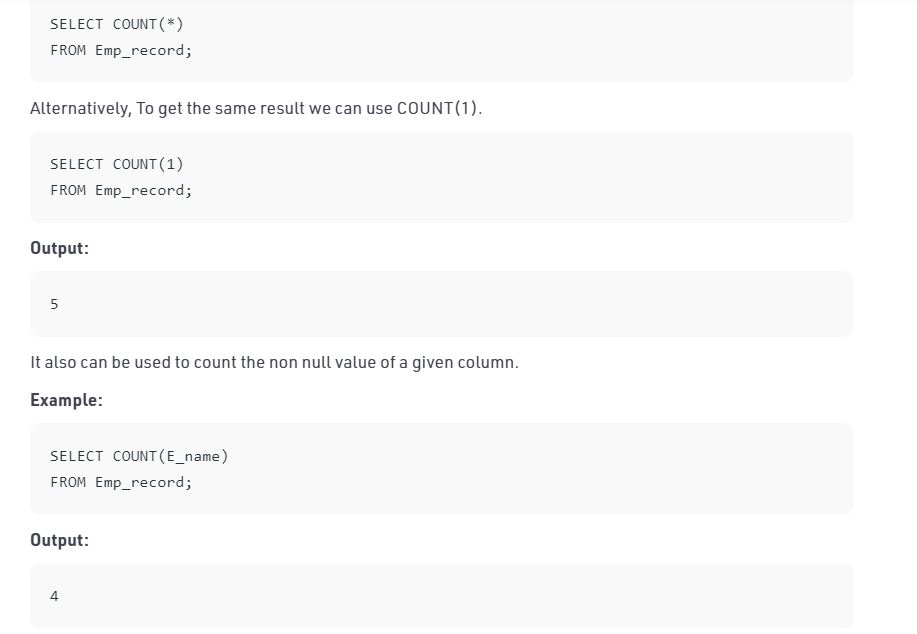 SELECT COUNT(*)
FROM Emp_record;
Alternatively, To get the same result we can use COUNT(1).
SELECT COUNT(1)
FROM Emp_record;
Output:
5
It also can be used to count the non null value of a given column.
Example:
SELECT COUNT(E_name)
FROM Emp_record;
Output:
4